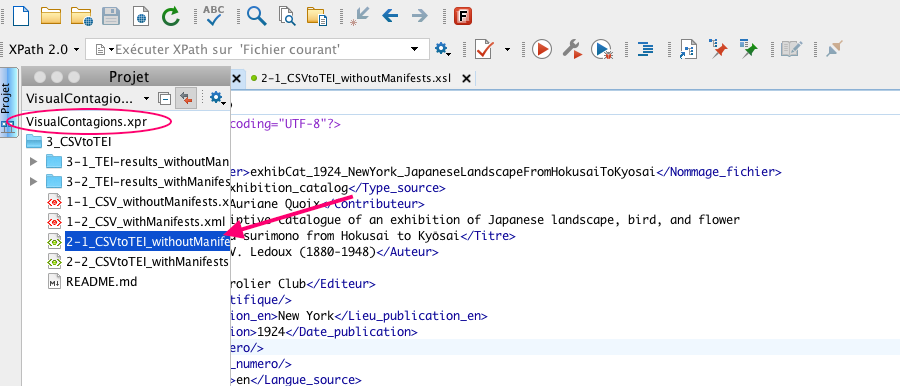 ABC
F
XPath 2.0
Exécuter XPath sur 'Fichier courant'
Projet
Projet
2-1_CSVtoTEI_withoutManifests.xsl
VisualContagio...
VisualContagions.xpr
coding="UTF-8"?>
3_CSVtoTEI
3-1_TEI-results_withoutMan
er>exhibCat_1924_NewYork_JapaneseLandscapeFromHokusaiToKyosai</Nommage_fichier>
3-2_TEI-results_withManifes
xhibition_catalog</Type_source>
1-1_CSV_withoutManifests.x
Auriane Quoix</Contributeur>
1-2_CSV_withManifests.xml
iptive catalogue of an exhibition of Japanese landscape, bird, and flower
2-1_CSVtoTEI_withoutManife
surimono from Hokusai to Kyōsai</Titre>
2-2_CSVtoTEI_withManifests
V. Ledoux (1880-1948)</Auteur>
README.md
rolier Club</Editeur>
tifique/>
ion_en>New York</Lieu_publication_en>
ion>1924</Date_publication>
ero/>
_numero/>
>en</Langue_source>